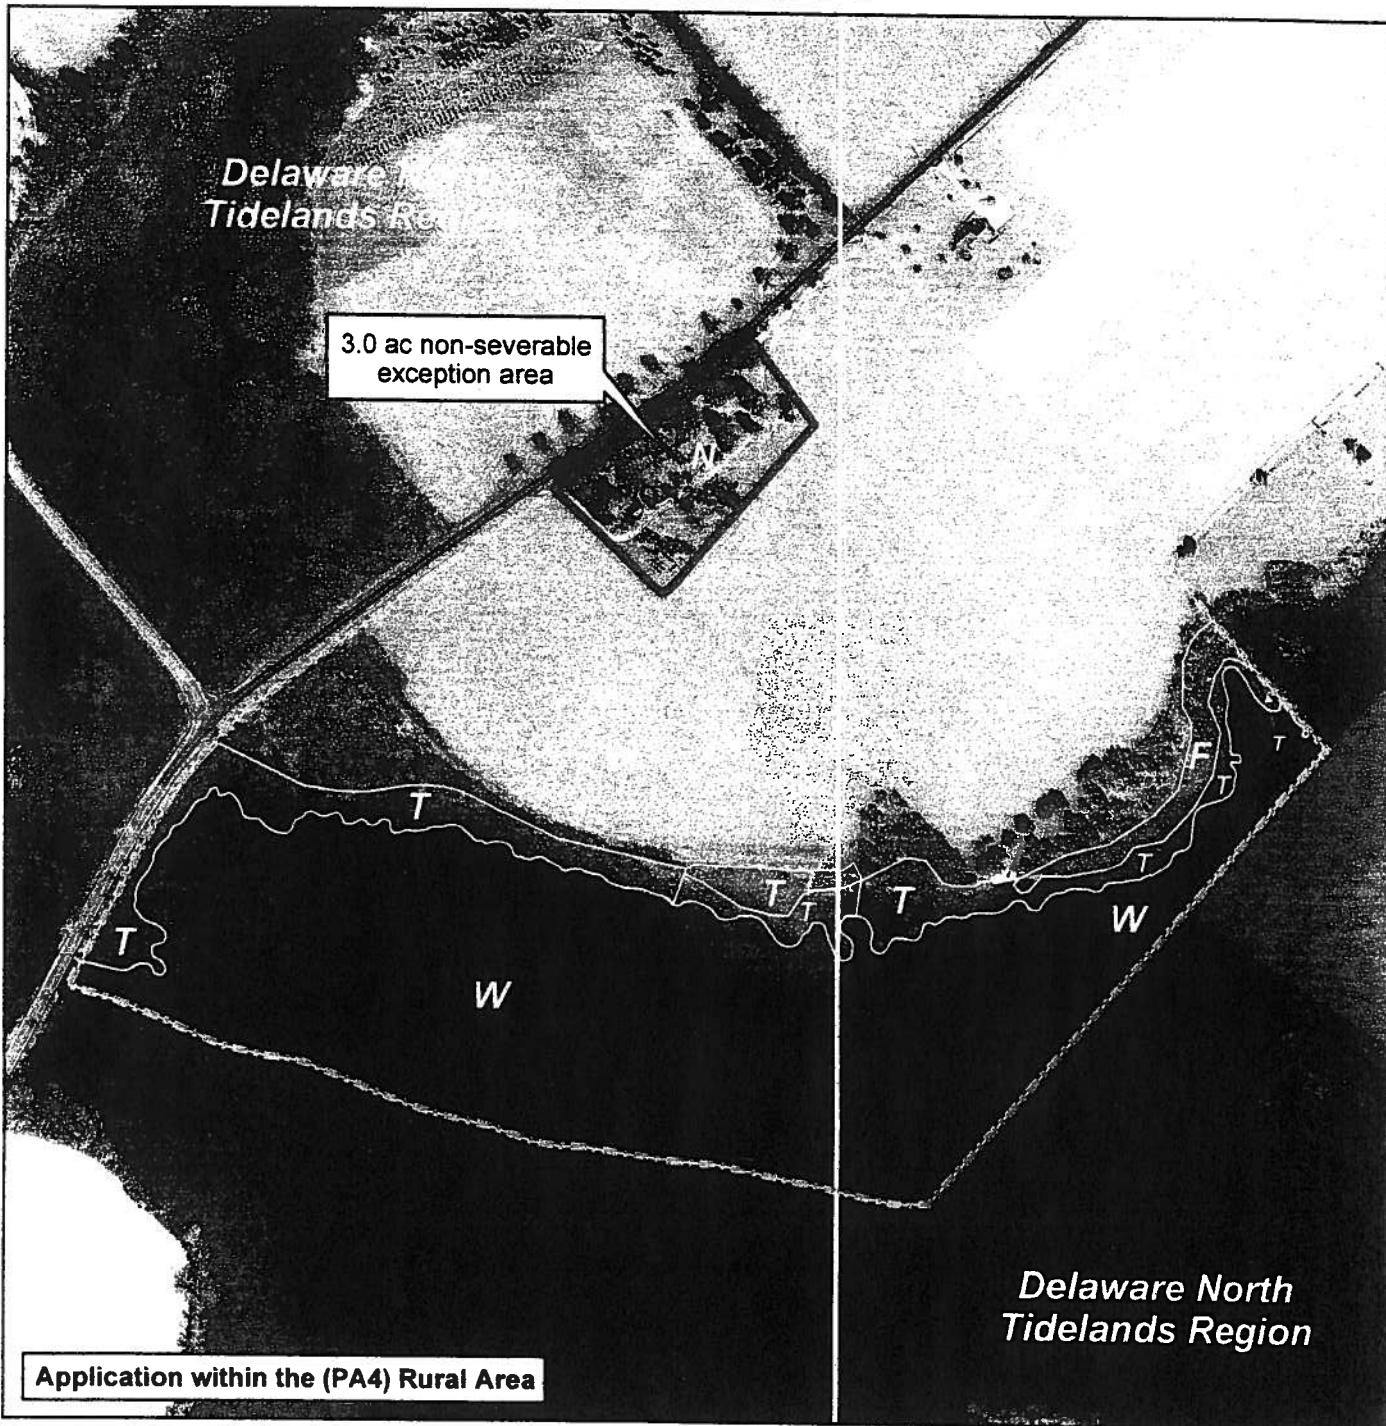 Delaware
Tidelands
3.0 ac non-severable
exception area
N
F
T
T
T
T
T
T
T
T
W
T
W
Delaware North
Tidelands Region
Application within the (PA4) Rural Area